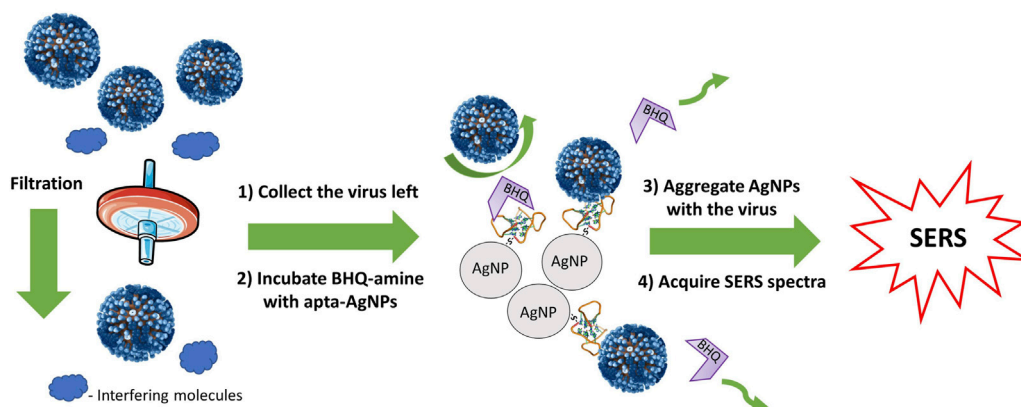 Filtration
- Interfering molecules
1) Collect the virus left
2) Incubate BHQ-amine
with apta-AgNPs
BHQ
BHQ
-S-
-S-
AgNP
AgNP
AgNP
-S-
BHQ
3) Aggregate AgNPs
with the virus
4) Acquire SERS spectra
SERS